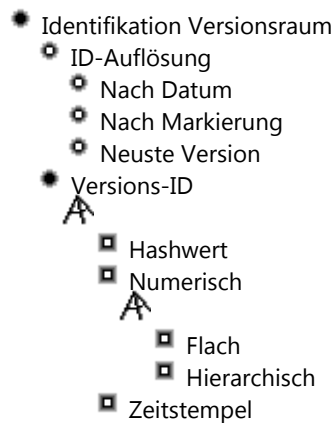 Identifikation Versionsraum
ID-Auflösung
Nach Datum
Nach Markierung
Neuste Version
Versions-ID
Hashwert
Numerisch
Flach
Hierarchisch
Zeitstempel